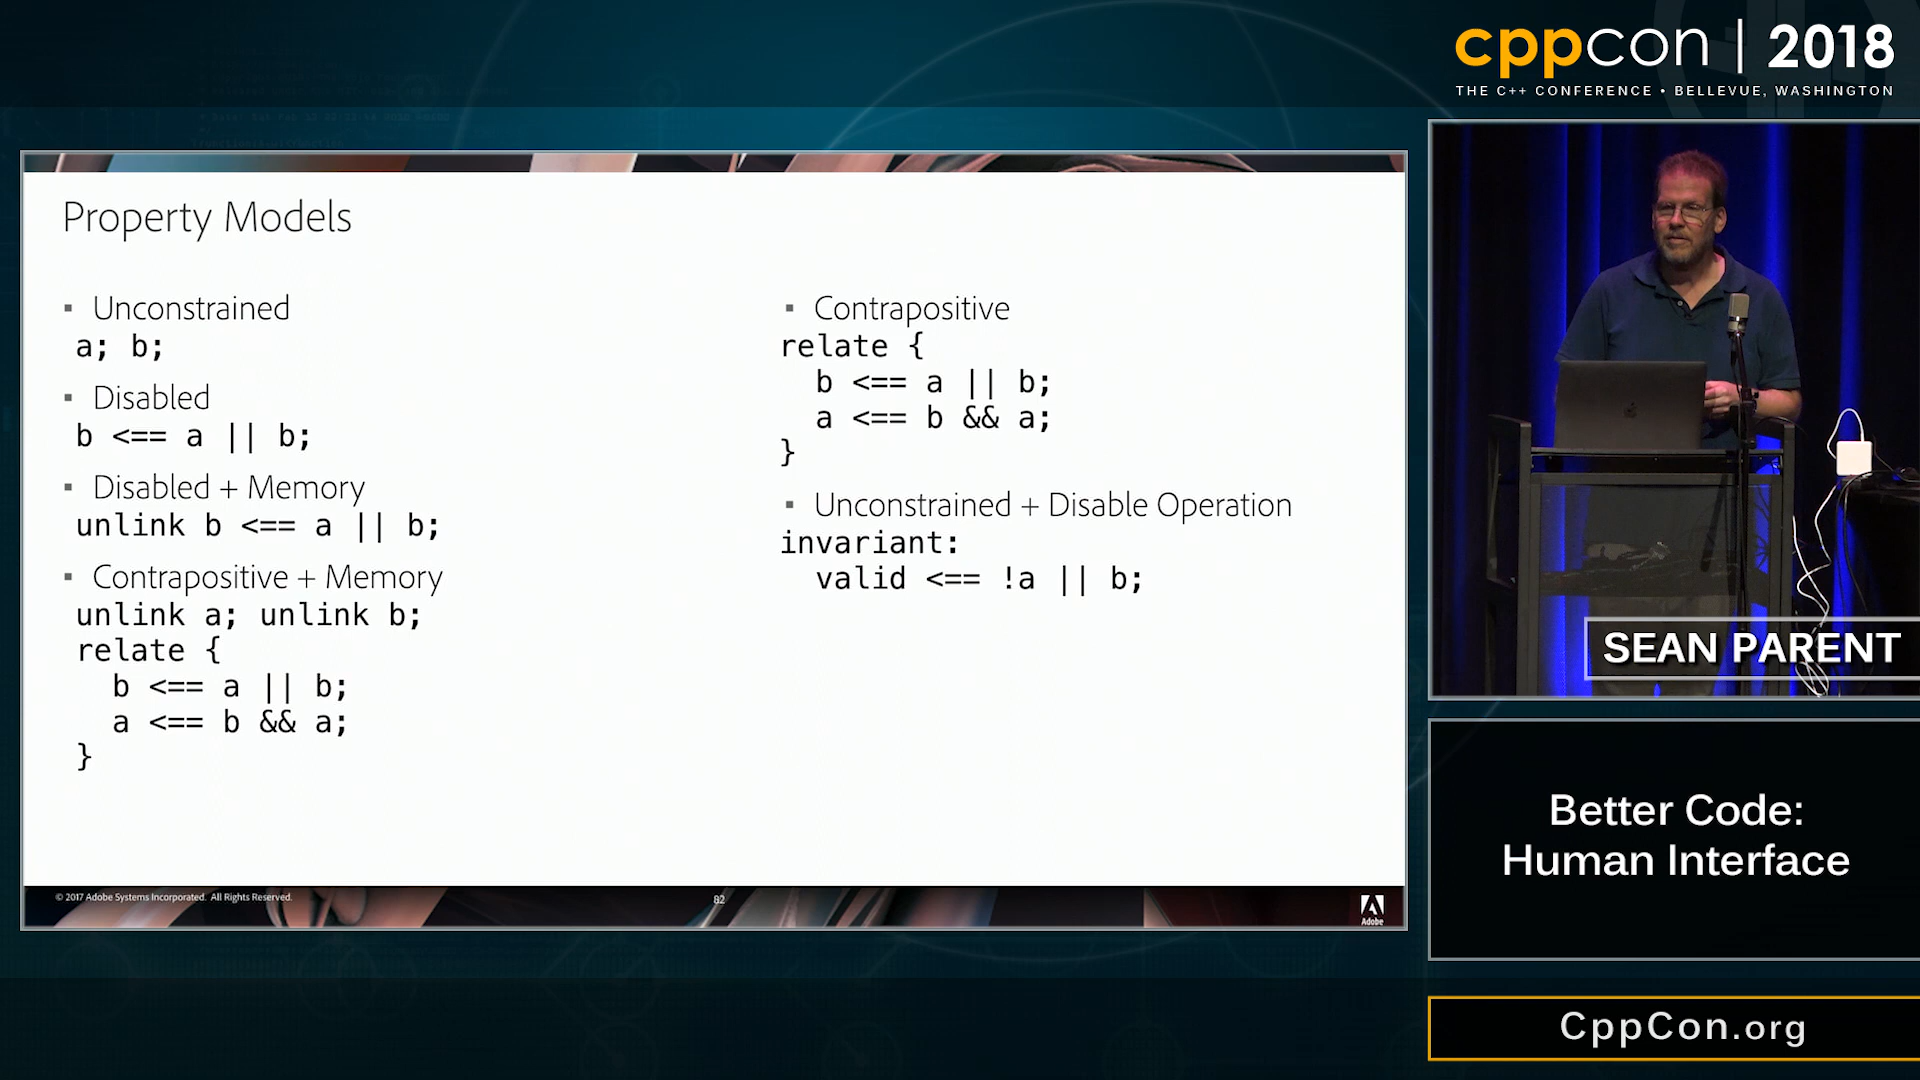 cppcon | 2018
THE C++ CONFERENCE • BELLEVUE, WASHINGTON
Property Models
▪ Unconstrained
a; b;
▪ Disabled
b <== a || b;
▪ Disabled + Memory
unlink b <== a || b;
▪ Contrapositive + Memory
unlink a; unlink b;
relate {
b <== a || b;
a <== b && a;
}
▪ Contrapositive
relate {
b <== a || b;
a <== b && a;
}
▪ Unconstrained + Disable Operation
invariant:
valid <== !a || b;
© 2017 Adobe Systems Incorporated. All Rights Reserved.
82
Adobe
SEAN PARENT
Better Code:
Human Interface
CppCon.org